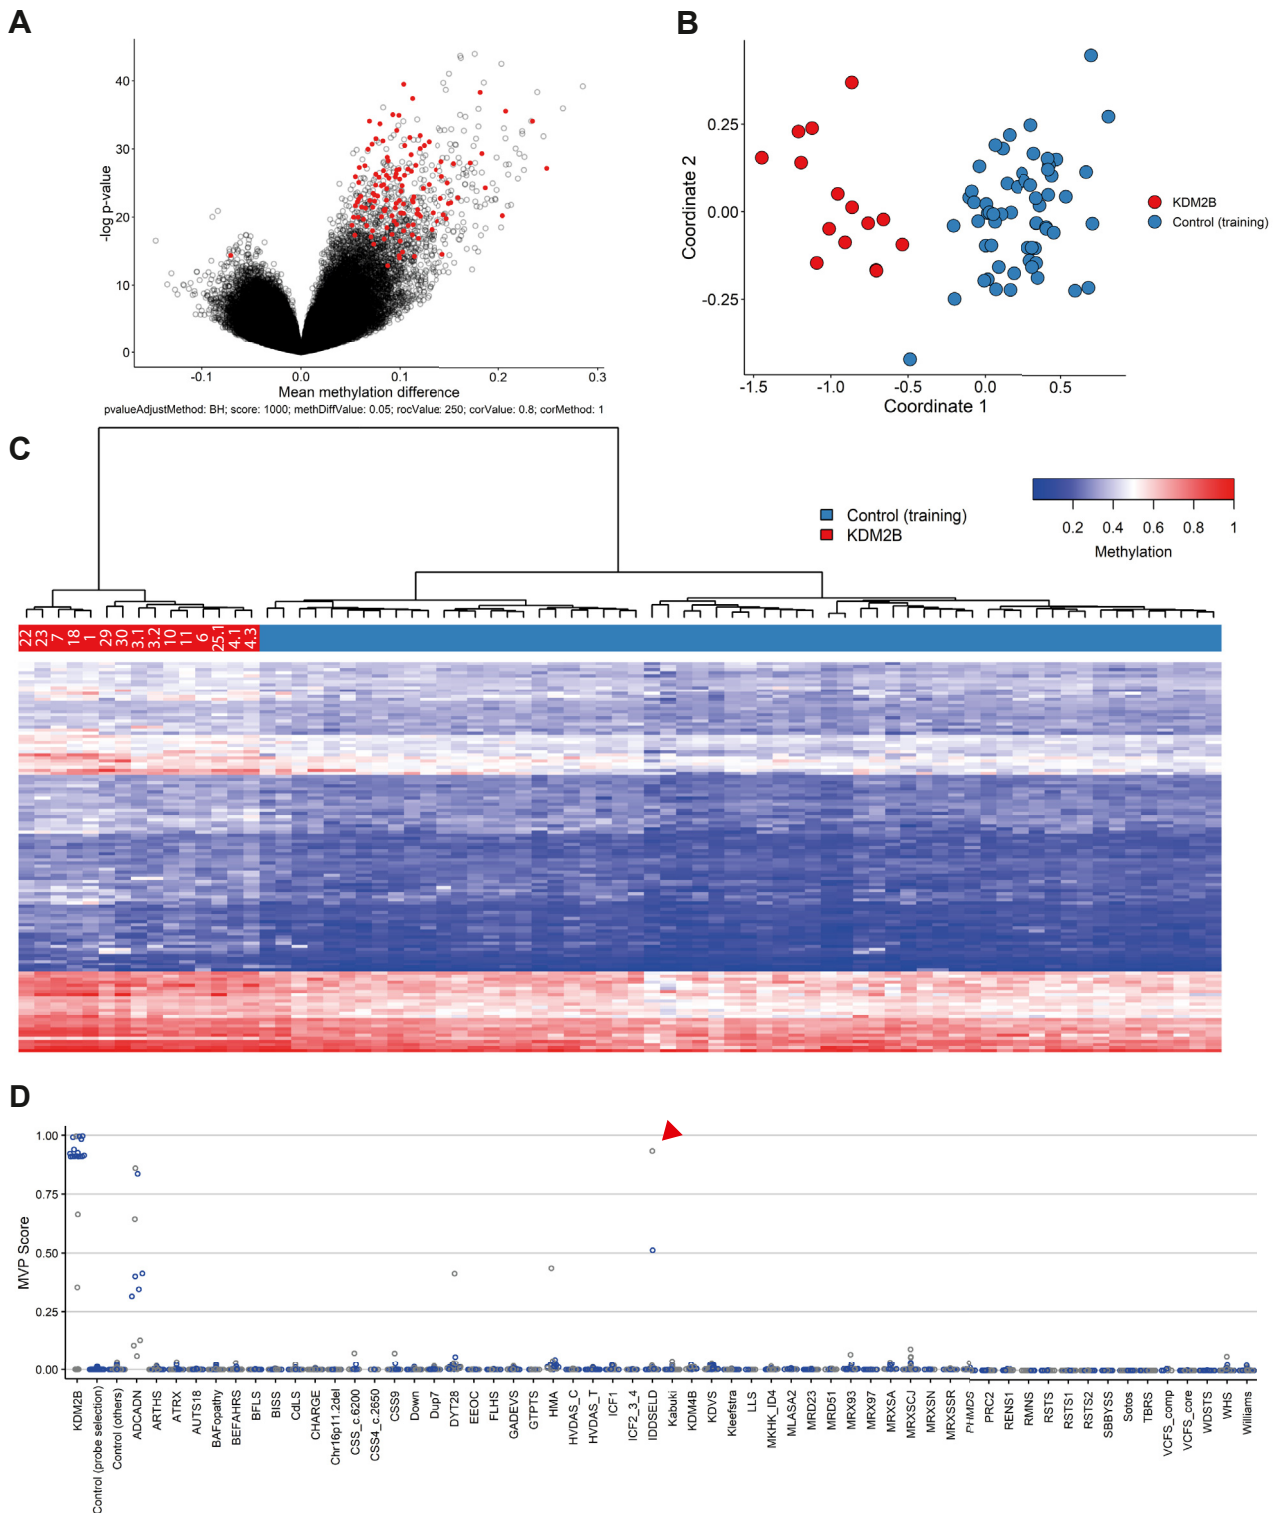 A
-log p-value
40
30
20
10
0
-0.1
0.0
0.1
0.2
0.3
Mean methylation difference
pvalueAdjustMethod: BH; score: 1000; methDiffValue: 0.05; rocValue: 250; corValue: 0.8; corMethod: 1
B
Coordinate 2
0.25
0.00
-0.25
-1.5
-1.0
-0.5
0.0
0.5
Coordinate 1
KDM2B
Control (training)
C
Control (training)
KDM2B
0.2
0.4
0.6
0.8
1
Methylation
22
23
7
18
1
29
30
3.1
3.2
10
11
6
25.1
4.1
4.3
D
MVP Score
1.00
0.75
0.50
0.25
0.00
KDM2B
Control (probe selection)
Control (others)
ADCADN
ARTHS
ATRX
AUTS18
BAFopathy
BEFAHRS
BFLS
BISS
CdLS
CHARGE
Chr16p11.2del
CSS_c.6200
CSS4_c.2650
CSS9
Down
Dup7
DYT28
EEOC
FLHS
GADEVS
GTPTS
HMA
HVDAS_C
HVDAS_T
ICF1
ICF2_3_4
IDDSELD
Kabuki
KDM4B
KDVS
Kleefstra
LLS
MKHK_ID4
MLASA2
MRD23
MRD51
MRX93
MRX97
MRXSA
MRXSCJ
MRXSN
MRXSSR
PHMDS
PRC2
RENS1
RMNS
RSTS
RSTS1
RSTS2
SBBYSS
Sotos
TBRS
VCFS_comp
VCFS_core
WDSTS
WHS
Williams